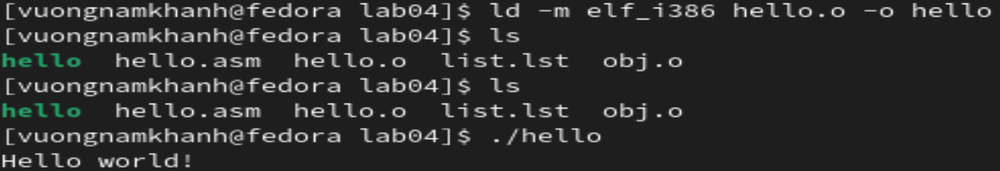 [vuongnamkhanh@fedora lab04]$ ld -m elf_i386 hello.o -o hello
[vuongnamkhanh@fedora lab04]$ ls
hello  hello.asm  hello.o  list.lst  obj.o
[vuongnamkhanh@fedora lab04]$ ls
hello  hello.asm  hello.o  list.lst  obj.o
[vuongnamkhanh@fedora lab04]$ ./hello
Hello world!